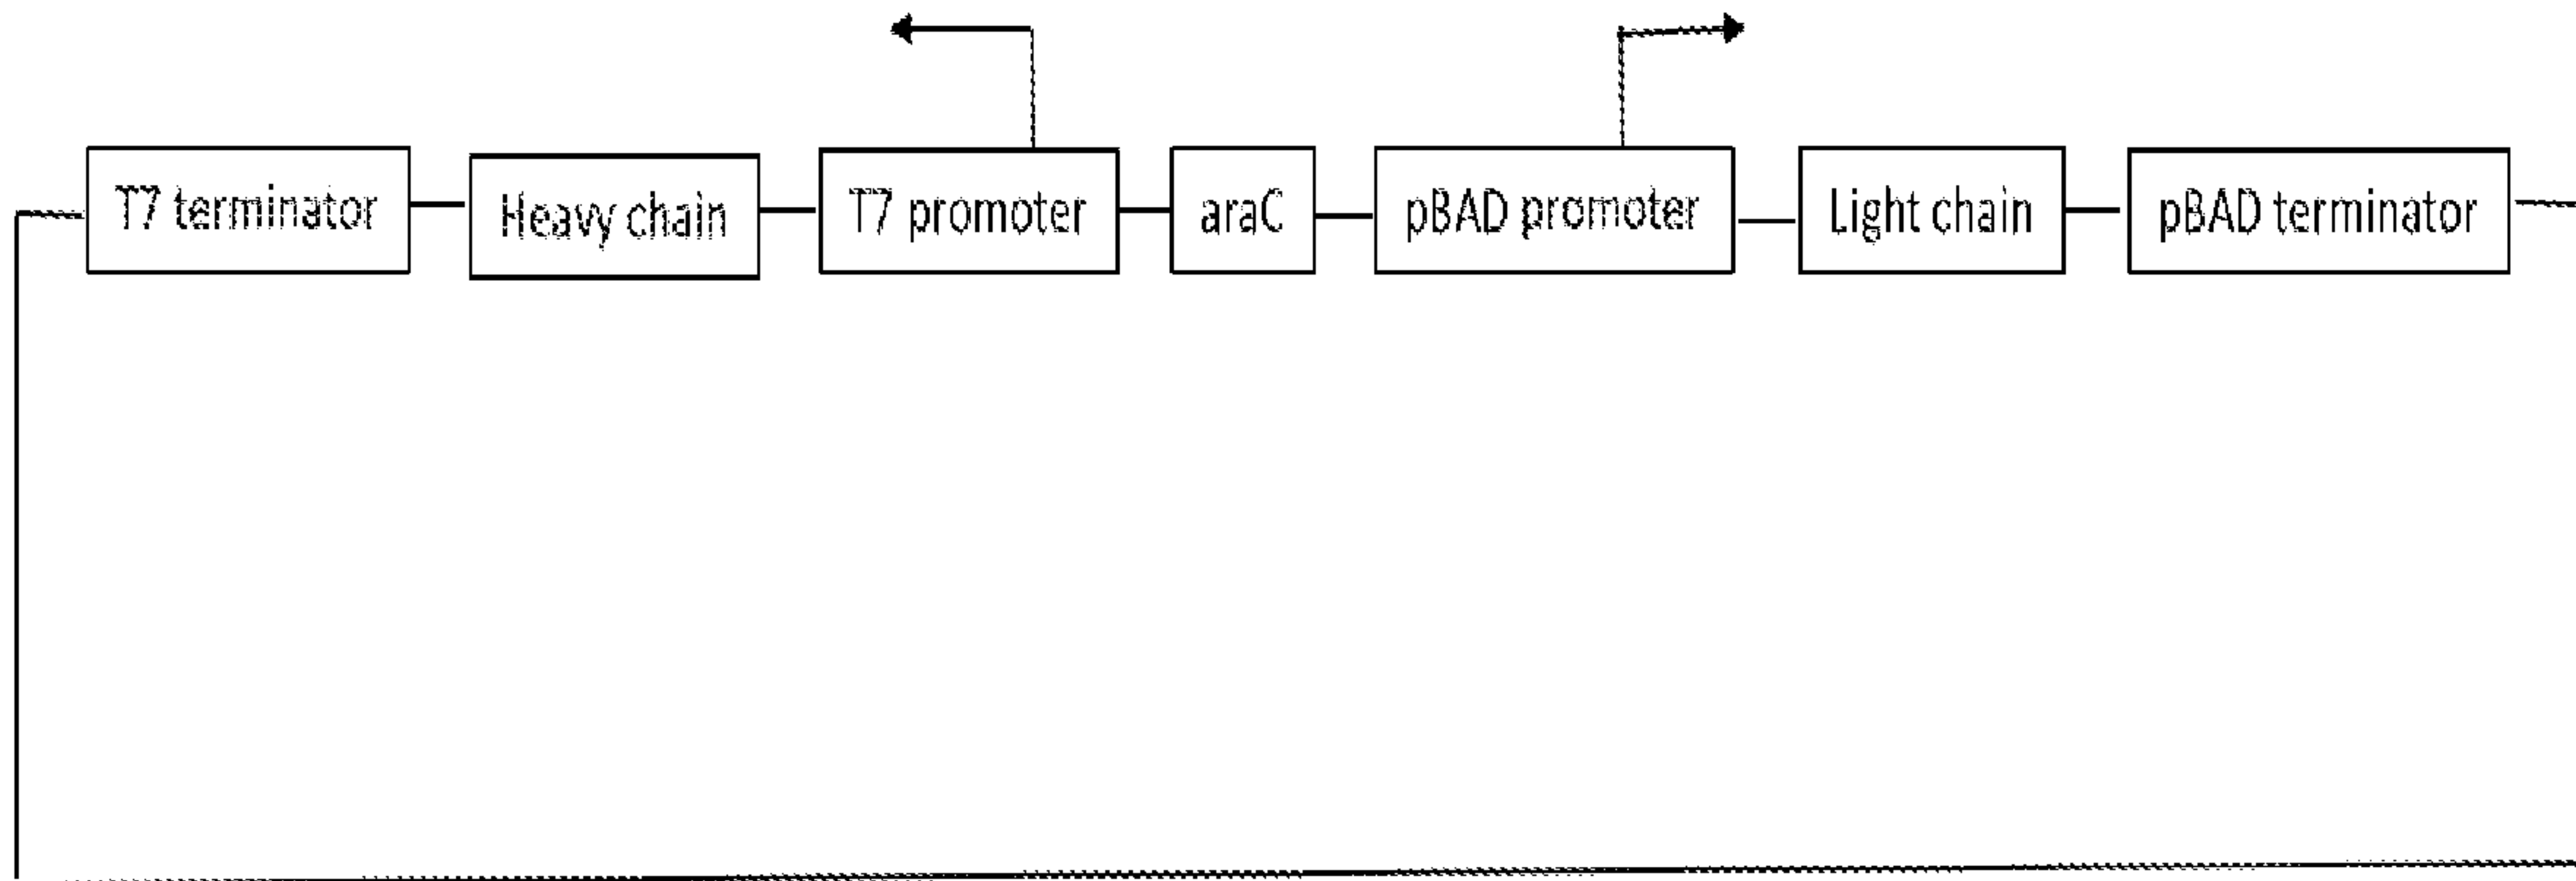 T7 terminator
Heavy chain
T7 promoter
araC
pBAD promoter
Light chain
pBAD terminator